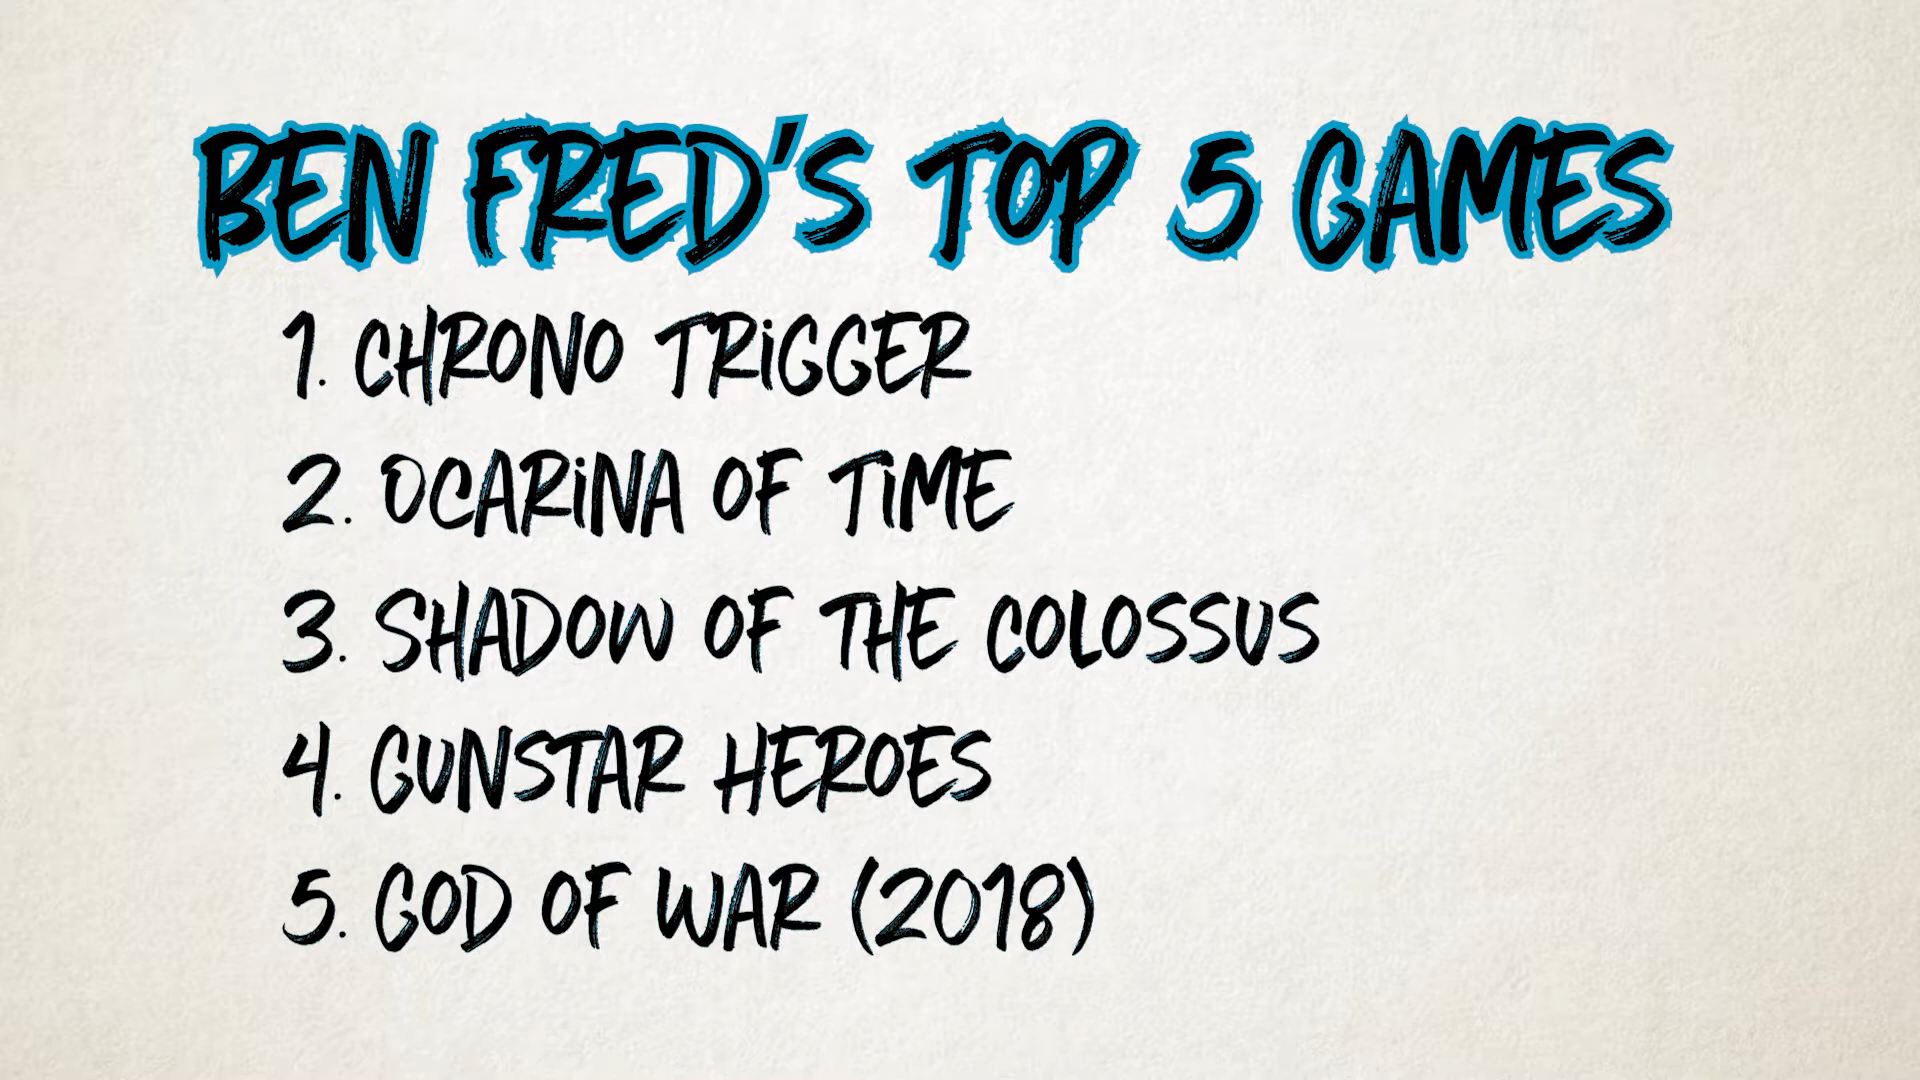 BEN FRED'S TOP 5 GAMES
1. CHRONO TRiGGER
2. OCARiNA OF TiME
3. SHADOW OF THE COLOSSUS
4. GUNSTAR HEROES
5. GOD OF WAR (2018)